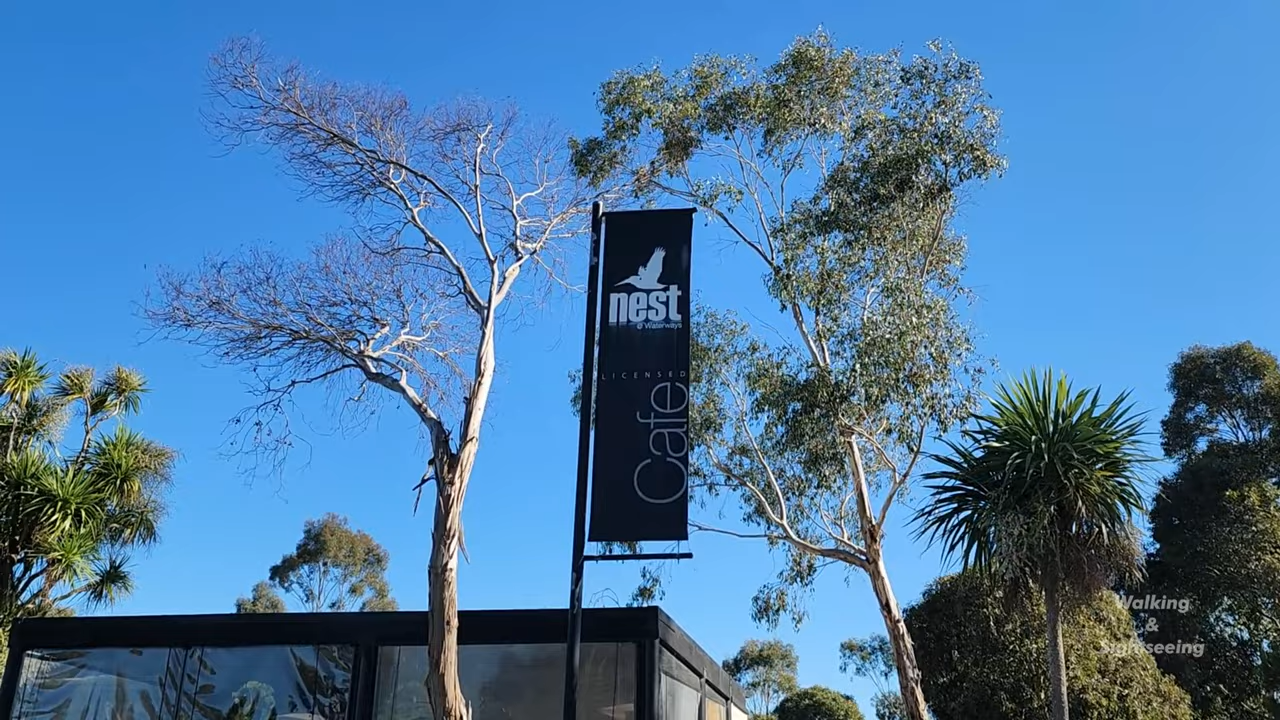 nest
@ Waterways
LICENSED
Cafe
Walking
&
Sightseeing